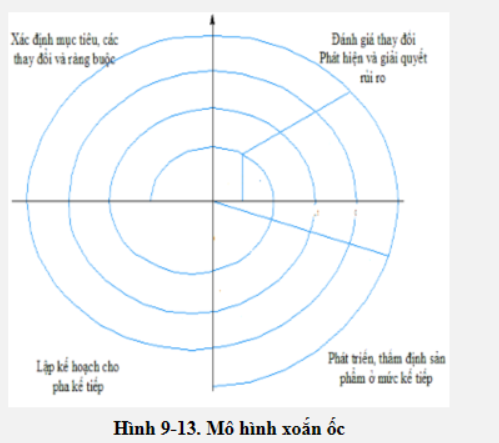 Xác định mục tiêu, các
thay đổi và ràng buộc
Đánh giá thay đổi
Phát hiện và giải quyết
rủi ro
Lập kế hoạch cho
pha kế tiếp
Phát triển, thẩm định sản
phẩm ở mức kế tiếp
Hình 9-13. Mô hình xoắn ốc